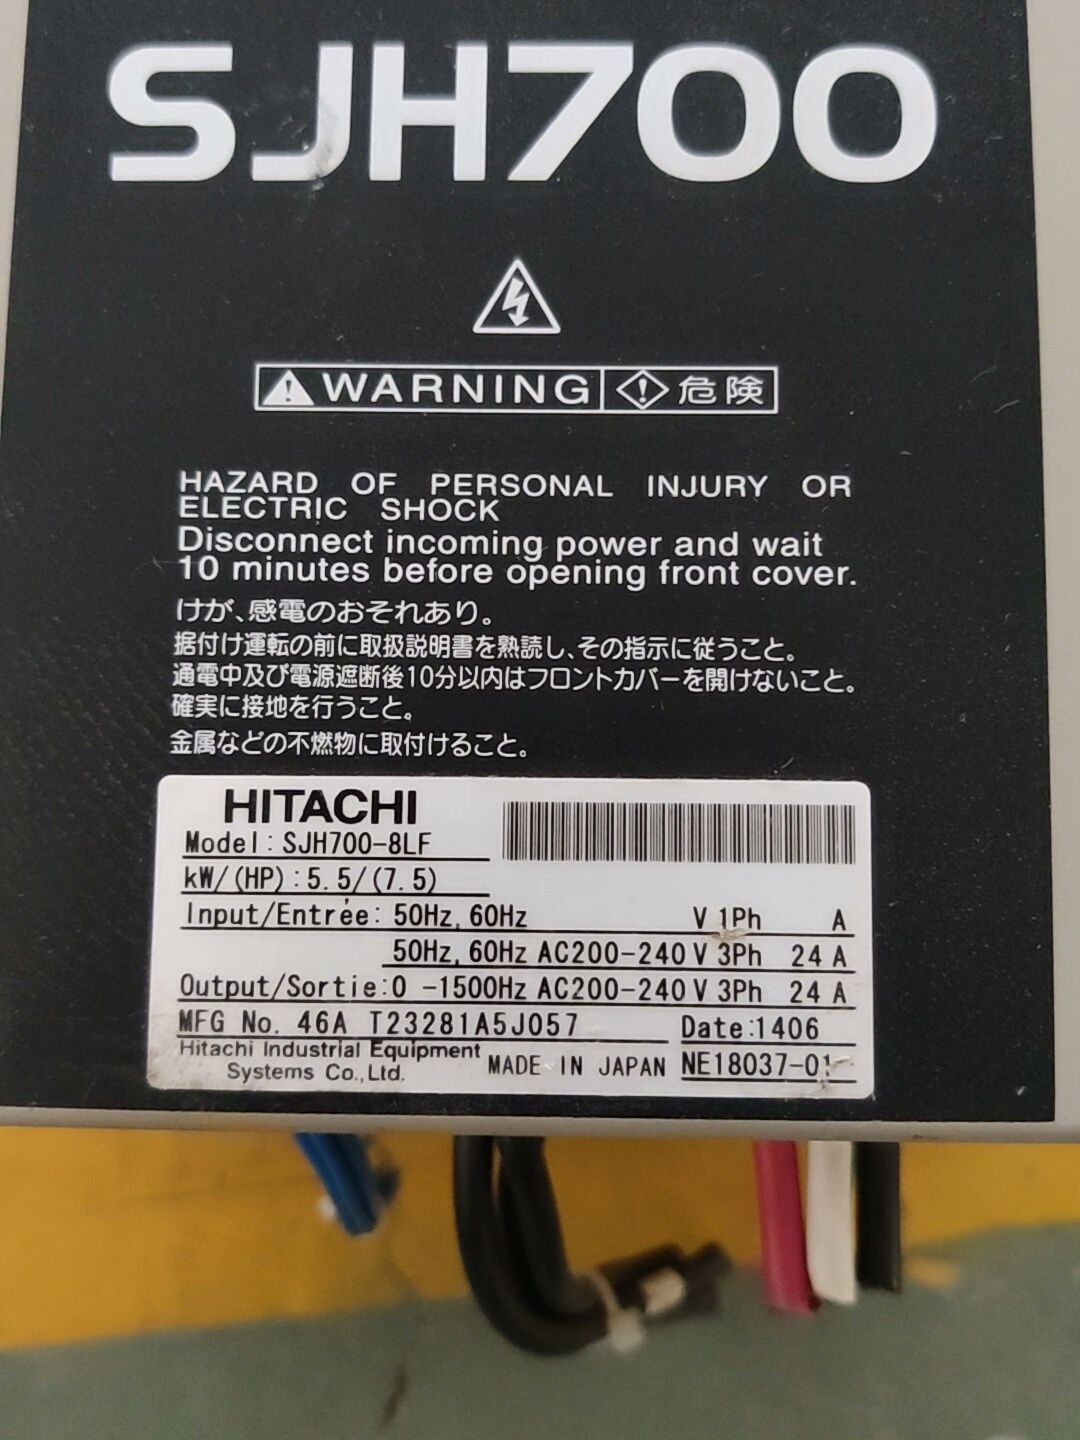 SJH700
WARNING 危険
HAZARD OF PERSONAL INJURY OR
ELECTRIC SHOCK
Disconnect incoming power and wait
10 minutes before opening front cover.
けが、感電のおそれあり。
据付け運転の前に取扱説明書を熟読し、その指示に従うこと。
通電中及び電源遮断後10分以内はフロントカバーを開けないこと。
確実に接地を行うこと。
金属などの不燃物に取付けること。
HITACHI
Model: SJH700-8LF
kW/(HP):5.5/(7.5)
Input/Entrée: 50Hz, 60Hz V 1Ph A
50Hz, 60Hz AC200-240 V 3Ph 24 A
Output/Sortie:0 -1500Hz AC200-240 V 3Ph 24 A
MFG No. 46A T23281A5J057 Date:1406
Hitachi Industrial Equipment
Systems Co.,Ltd. MADE IN JAPAN NE18037-01